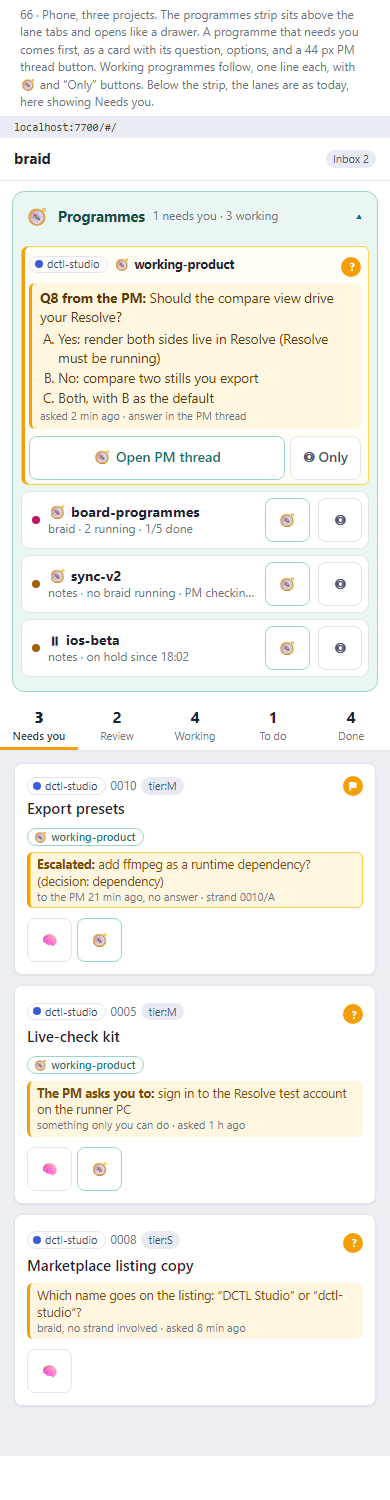 66 · Phone, three projects. The programmes strip sits above the
lane tabs and opens like a drawer. A programme that needs you
comes first, as a card with its question, options, and a 44 px PM
thread button. Working programmes follow, one line each, with
🧭 and “Only” buttons. Below the strip, the lanes are as today,
here showing Needs you.
localhost:7700/#/
braid
Inbox 2
🧭 Programmes 1 needs you · 3 working ▲
dctl-studio 🧭 working-product ?
Q8 from the PM: Should the compare view drive
your Resolve?
A. Yes: render both sides live in Resolve (Resolve
must be running)
B. No: compare two stills you export
C. Both, with B as the default
asked 2 min ago · answer in the PM thread
🧭 Open PM thread
Only
🧭 board-programmes
braid · 2 running · 1/5 done
🧭 sync-v2
notes · no braid running · PM checkin…
⏸ ios-beta
notes · on hold since 18:02
3 2 4 1 4
Needs you Review Working To do Done
dctl-studio 0010 tier:M
Export presets
🧭 working-product
Escalated: add ffmpeg as a runtime dependency?
(decision: dependency)
to the PM 21 min ago, no answer · strand 0010/A
dctl-studio 0005 tier:M ?
Live-check kit
🧭 working-product
The PM asks you to: sign in to the Resolve test account
on the runner PC
something only you can do · asked 1 h ago
dctl-studio 0008 tier:S ?
Marketplace listing copy
Which name goes on the listing: “DCTL Studio” or “dctl-
studio”?
braid, no strand involved · asked 8 min ago